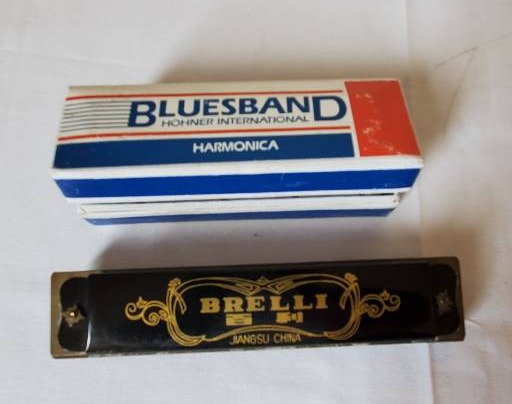 BLUESBAND
HOHNER INTERNATIONAL
HARMONICA
BRELLI
百利
JIANGSU CHINA